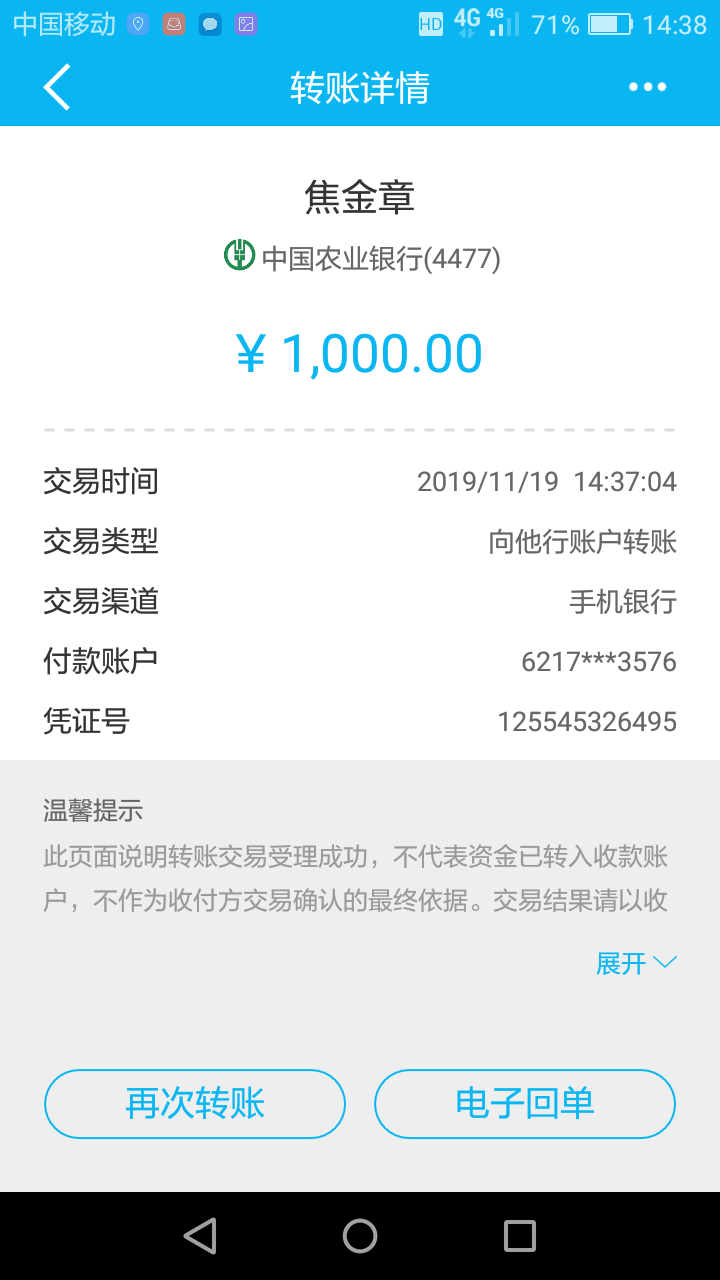 中国移动 HD 4G 4G 71% 14:38
转账详情
焦金章
中国农业银行(4477)
¥ 1,000.00
交易时间 2019/11/19 14:37:04
交易类型 向他行账户转账
交易渠道 手机银行
付款账户 6217***3576
凭证号 125545326495
温馨提示
此页面说明转账交易受理成功，不代表资金已转入收款账
户，不作为收付方交易确认的最终依据。交易结果请以收
展开
再次转账 电子回单